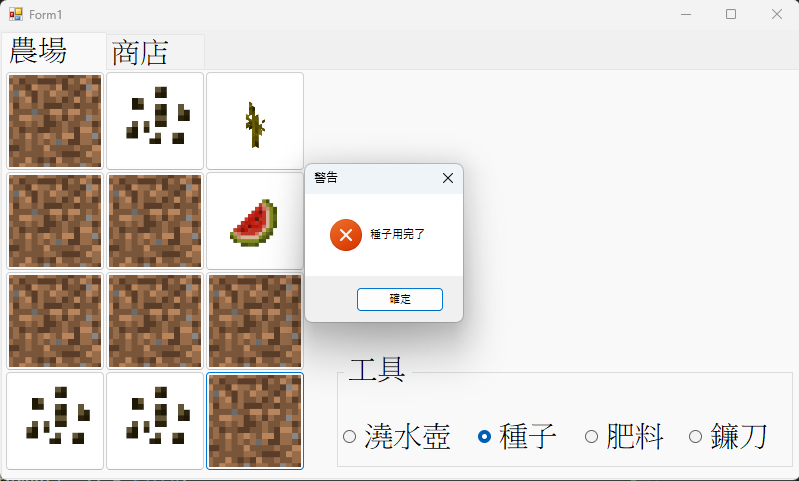 Form1
農場 商店
警告
種子用完了
確定
工具
澆水壺 種子 肥料 鐮刀